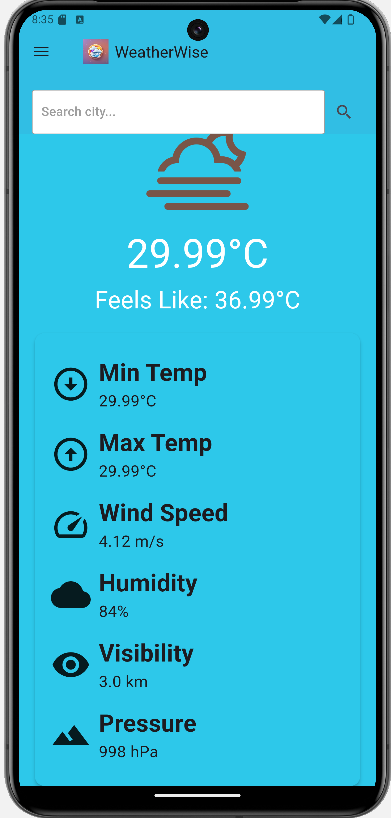 8:35
WeatherWise
Search city...
29.99°C
Feels Like: 36.99°C
Min Temp
29.99°C
Max Temp
29.99°C
Wind Speed
4.12 m/s
Humidity
84%
Visibility
3.0 km
Pressure
998 hPa